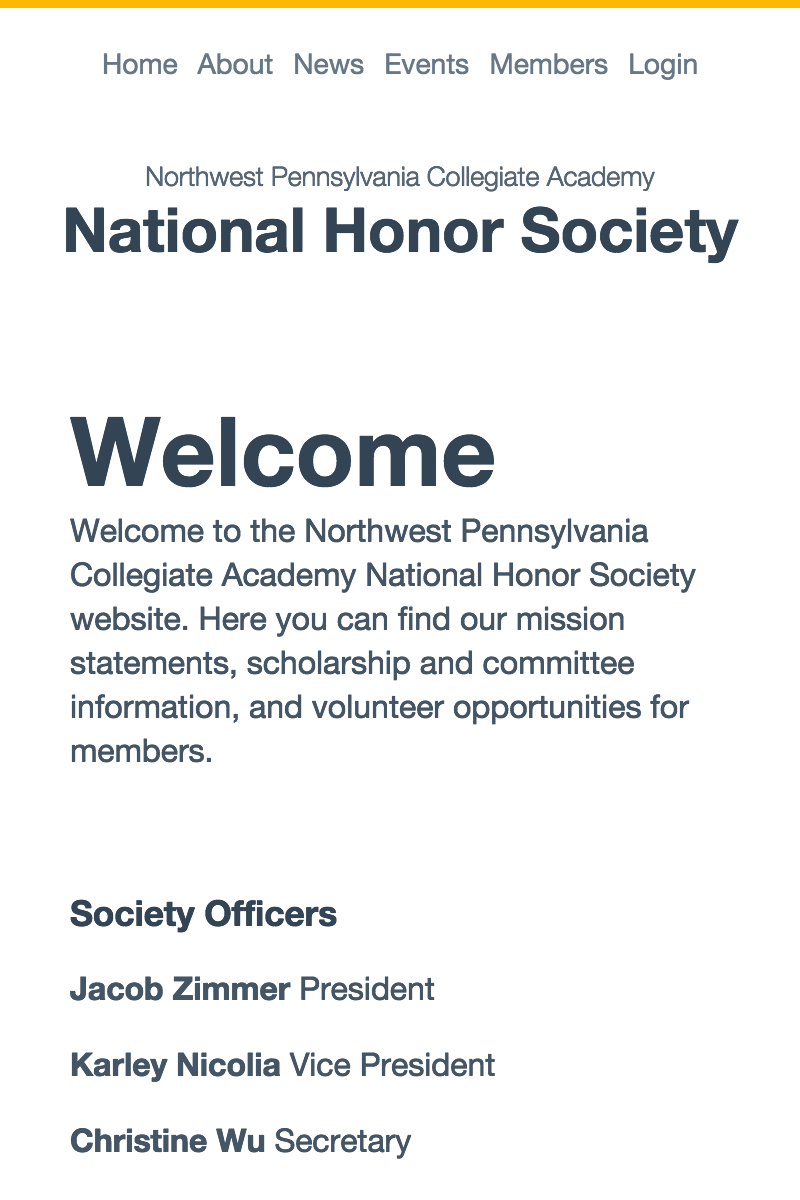 Home About News Events Members Login
Northwest Pennsylvania Collegiate Academy
National Honor Society
Welcome
Welcome to the Northwest Pennsylvania
Collegiate Academy National Honor Society
website. Here you can find our mission
statements, scholarship and committee
information, and volunteer opportunities for
members.
Society Officers
Jacob Zimmer President
Karley Nicolia Vice President
Christine Wu Secretary